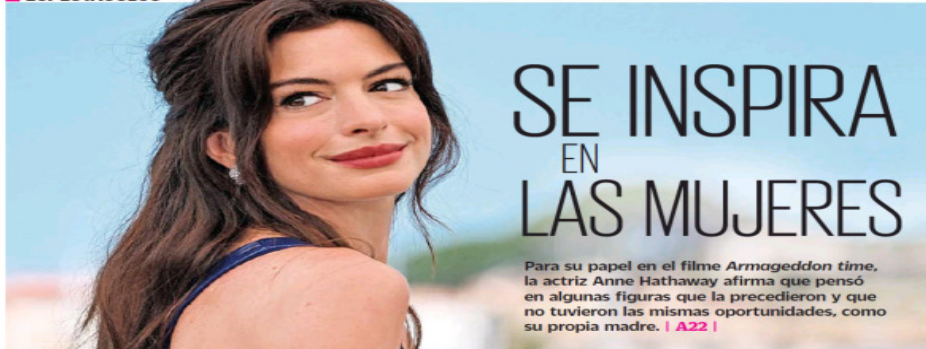 SE INSPIRA
EN
LAS MUJERES
Para su papel en el filme Armageddon time,
la actriz Anne Hathaway afirma que pensó
en algunas figuras que la precedieron y que
no tuvieron las mismas oportunidades, como
su propia madre. | A22 |